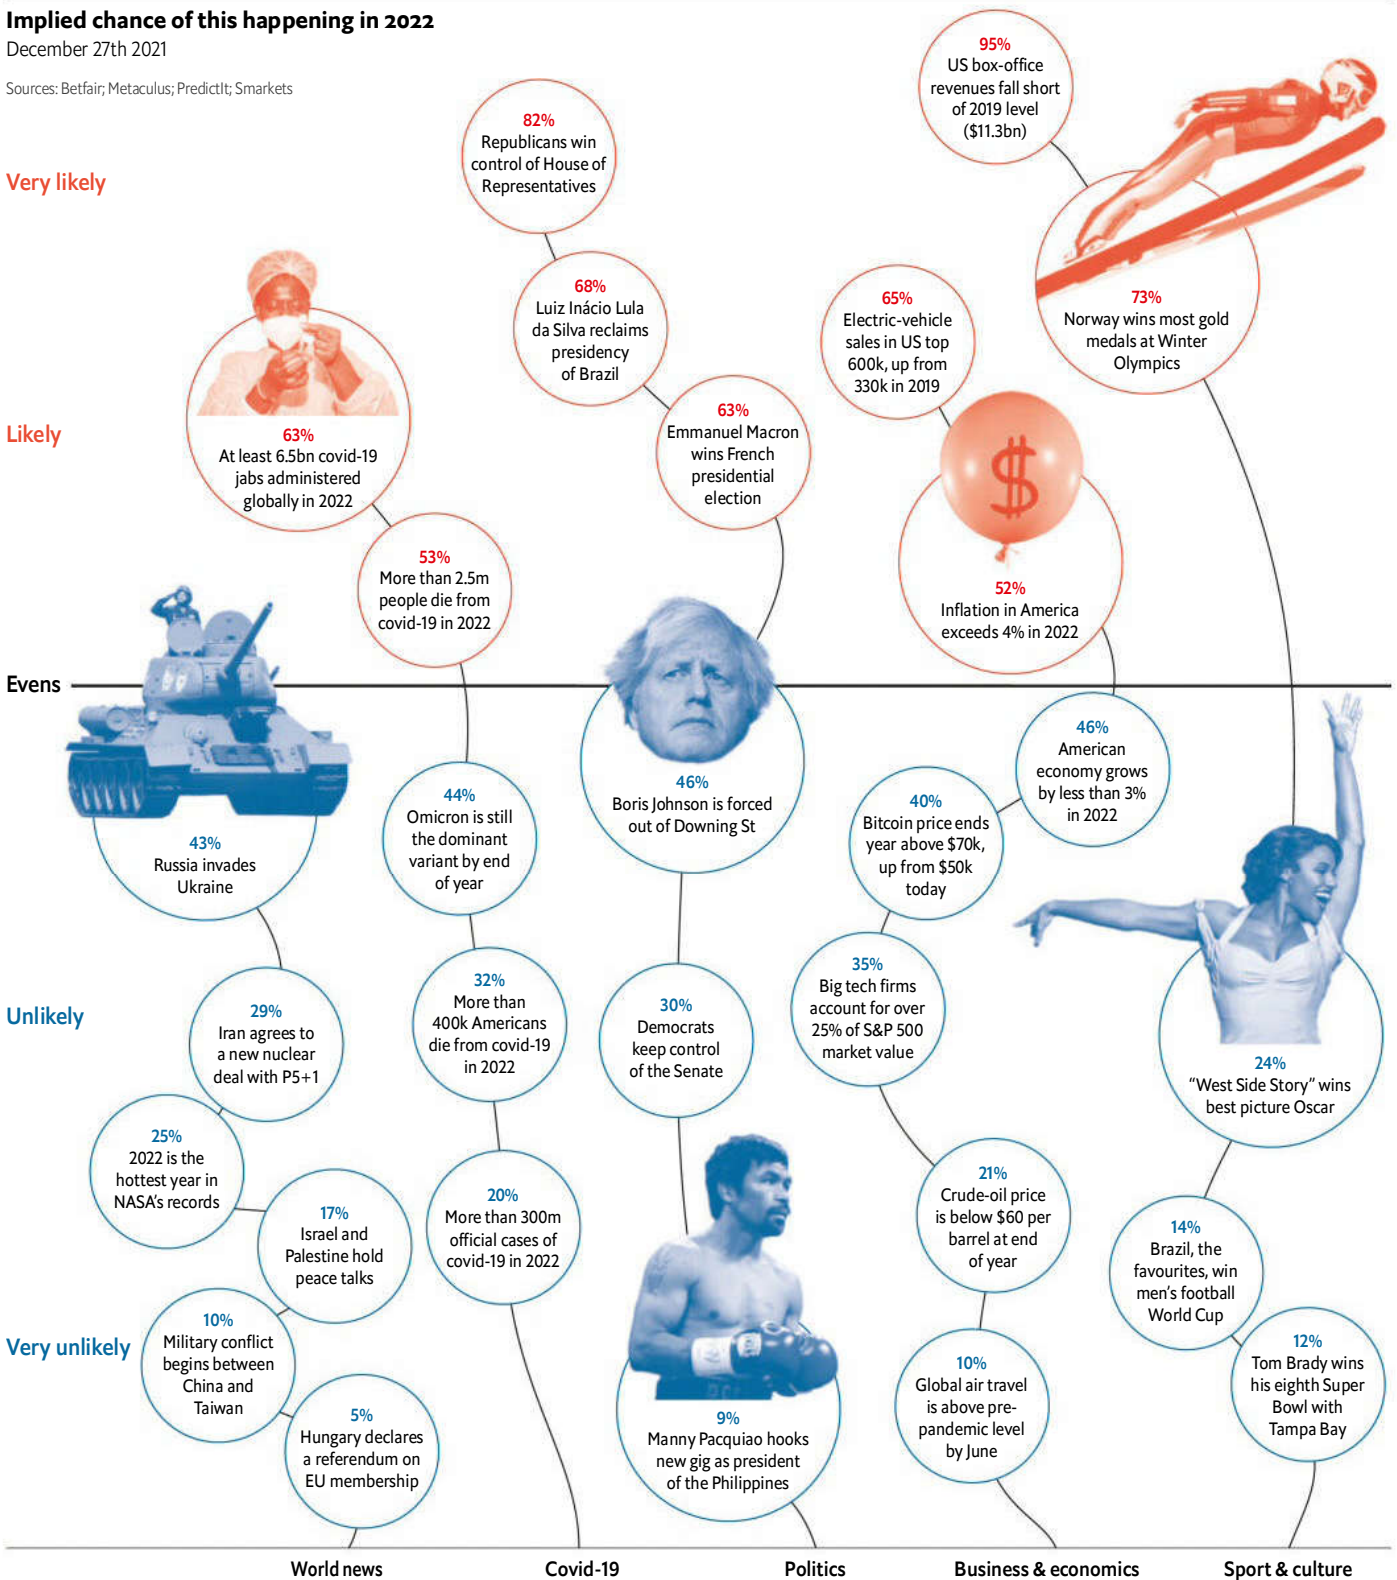 Implied chance of this happening in 2022
December 27th 2021
Sources: Betfair; Metaculus; PredictIt; Smarkets
Very likely
Likely
Evens
Unlikely
Very unlikely
43%
Russia invades
Ukraine
29%
Iran agrees to
a new nuclear
deal with P5+1
25%
2022 is the
hottest year in
NASA's records
17%
Israel and
Palestine hold
peace talks
10%
Military conflict
begins between
China and
Taiwan
5%
Hungary declares
a referendum on
EU membership
World news
63%
At least 6.5bn covid-19
jabs administered
globally in 2022
53%
More than 2.5m
people die from
covid-19 in 2022
44%
Omicron is still
the dominant
variant by end
of year
32%
More than
400k Americans
die from covid-19
in 2022
20%
More than 300m
official cases of
covid-19 in 2022
Covid-19
82%
Republicans win
control of House of
Representatives
68%
Luiz Inácio Lula
da Silva reclaims
presidency
of Brazil
63%
Emmanuel Macron
wins French
presidential
election
46%
Boris Johnson is forced
out of Downing St
30%
Democrats
keep control
of the Senate
9%
Manny Pacquiao hooks
new gig as president
of the Philippines
Politics
65%
Electric-vehicle
sales in US top
600k, up from
330k in 2019
$
52%
Inflation in America
exceeds 4% in 2022
46%
American
economy grows
by less than 3%
in 2022
40%
Bitcoin price ends
year above $70k,
up from $50k
today
35%
Big tech firms
account for over
25% of S&P 500
market value
21%
Crude-oil price
is below $60 per
barrel at end
of year
10%
Global air travel
is above pre-
pandemic level
by June
Business & economics
95%
US box-office
revenues fall short
of 2019 level
($11.3bn)
73%
Norway wins most gold
medals at Winter
Olympics
24%
"West Side Story" wins
best picture Oscar
14%
Brazil, the
favourites, win
men's football
World Cup
12%
Tom Brady wins
his eighth Super
Bowl with
Tampa Bay
Sport & culture